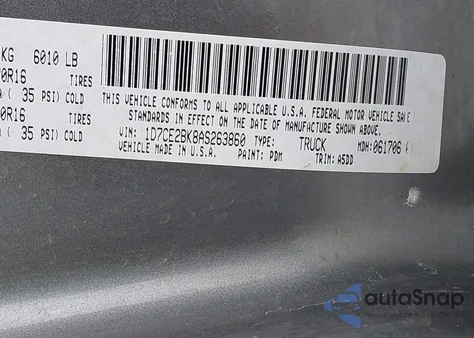 KG 6010 LB
0R16 TIRES
( 35 PSI) COLD
0R16 TIRES
( 35 PSI) COLD
THIS VEHICLE CONFORMS TO ALL APPLICABLE U.S.A. FEDERAL MOTOR VEHICLE SAFE
STANDARDS IN EFFECT ON THE DATE OF MANUFACTURE SHOWN ABOVE.
VIN: 1D7CE2BK8AS263860 TYPE: TRUCK MDH: 061706
VEHICLE MADE IN U.S.A. PAINT: PDM TRIM: A5DD
autoSnap